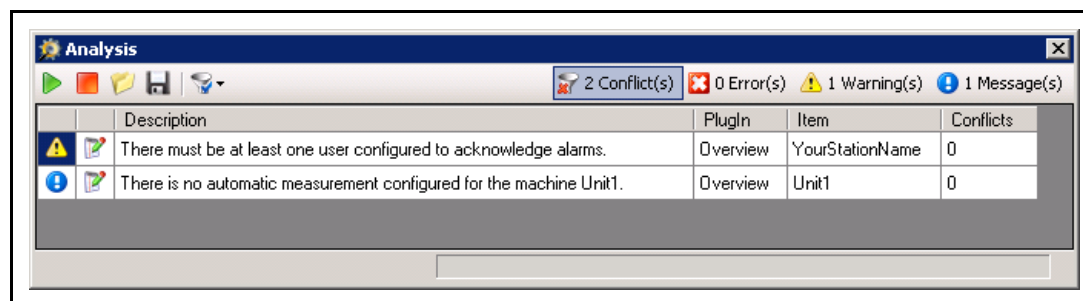 Analysis
2 Conflict(s) 0 Error(s) 1 Warning(s) 1 Message(s)
Description PlugIn Item Conflicts
There must be at least one user configured to acknowledge alarms. Overview YourStationName 0
There is no automatic measurement configured for the machine Unit1. Overview Unit1 0